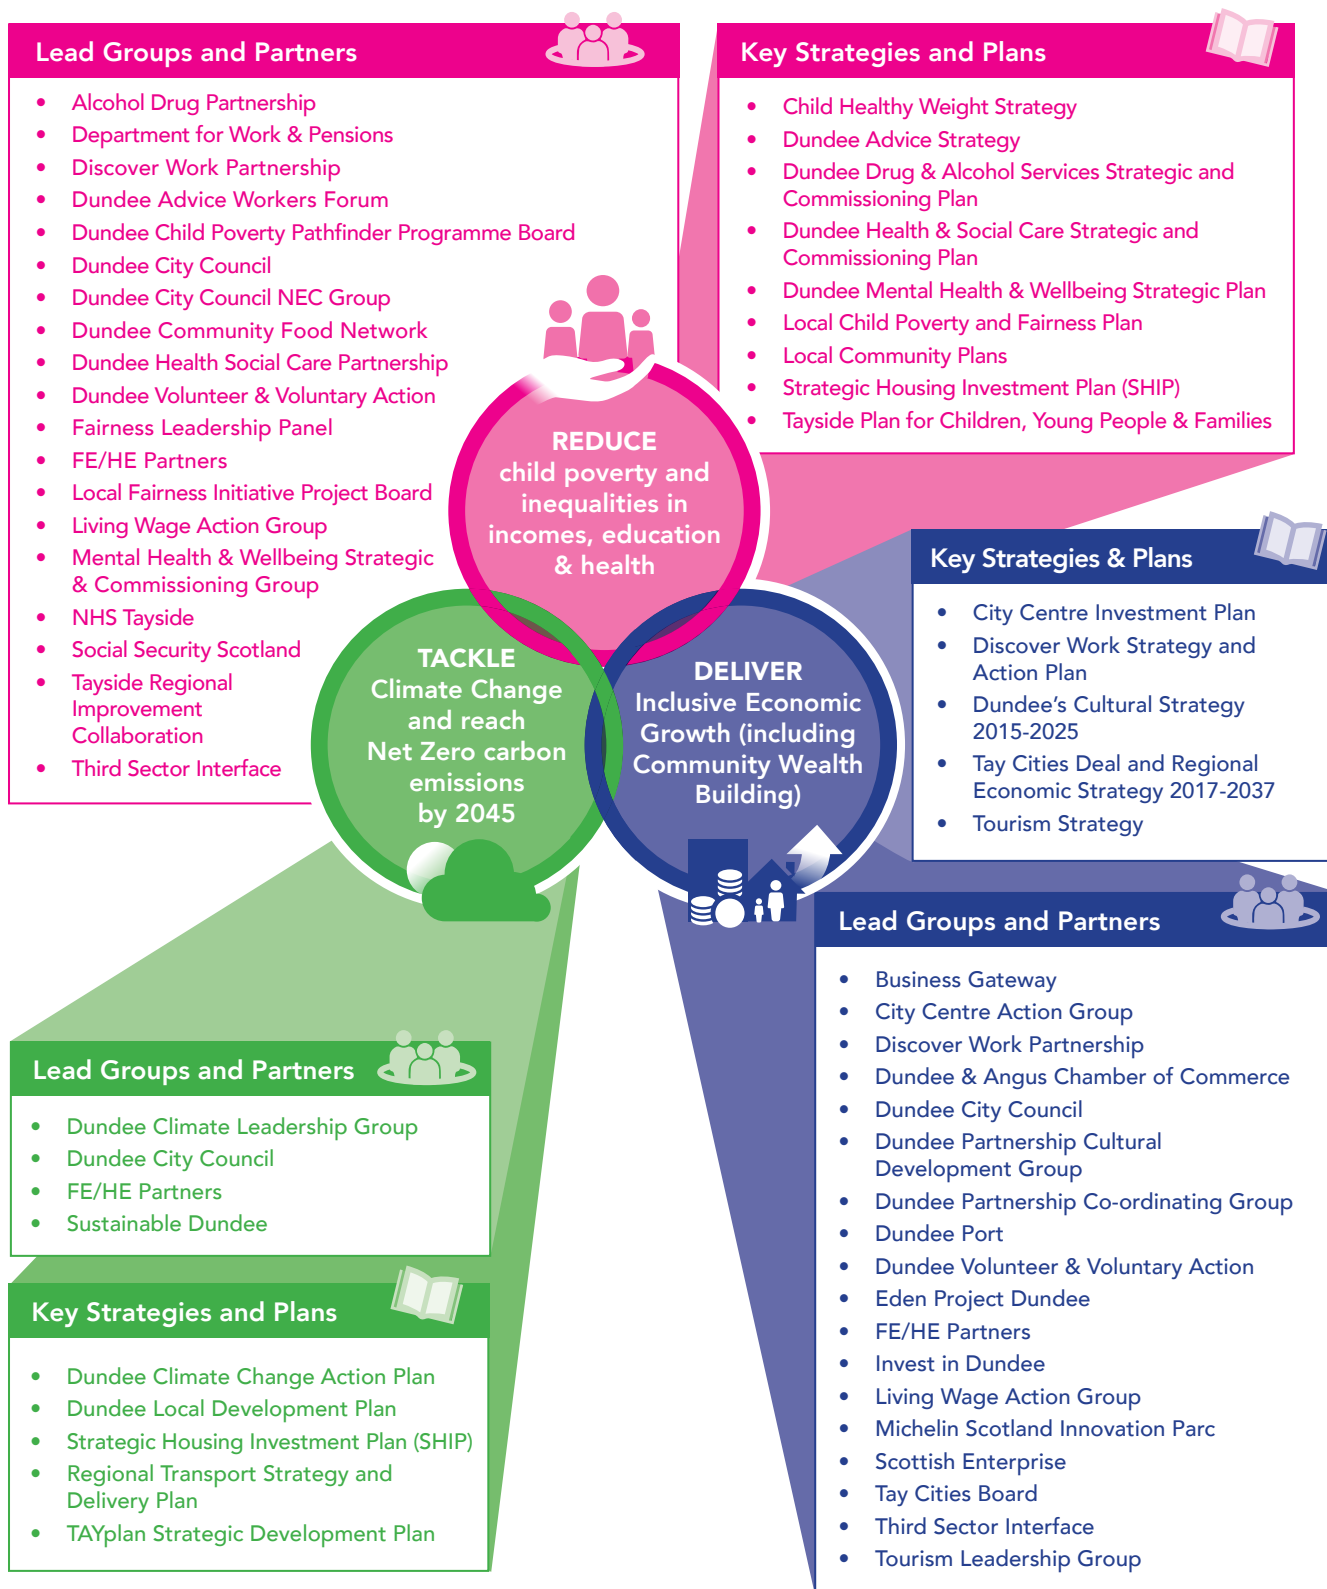 Lead Groups and Partners
• Alcohol Drug Partnership
• Department for Work & Pensions
• Discover Work Partnership
• Dundee Advice Workers Forum
• Dundee Child Poverty Pathfinder Programme Board
• Dundee City Council
• Dundee City Council NEC Group
• Dundee Community Food Network
• Dundee Health Social Care Partnership
• Dundee Volunteer & Voluntary Action
• Fairness Leadership Panel
• FE/HE Partners
• Local Fairness Initiative Project Board
• Living Wage Action Group
• Mental Health & Wellbeing Strategic
& Commissioning Group
• NHS Tayside
• Social Security Scotland
• Tayside Regional
Improvement
Collaboration
• Third Sector Interface
Key Strategies and Plans
• Child Healthy Weight Strategy
• Dundee Advice Strategy
• Dundee Drug & Alcohol Services Strategic and
Commissioning Plan
• Dundee Health & Social Care Strategic and
Commissioning Plan
• Dundee Mental Health & Wellbeing Strategic Plan
• Local Child Poverty and Fairness Plan
• Local Community Plans
• Strategic Housing Investment Plan (SHIP)
• Tayside Plan for Children, Young People & Families
REDUCE
child poverty and
inequalities in
incomes, education
& health
TACKLE
Climate Change
and reach
Net Zero carbon
emissions
by 2045
DELIVER
Inclusive Economic
Growth (including
Community Wealth
Building)
Key Strategies & Plans
• City Centre Investment Plan
• Discover Work Strategy and
Action Plan
• Dundee’s Cultural Strategy
2015-2025
• Tay Cities Deal and Regional
Economic Strategy 2017-2037
• Tourism Strategy
Lead Groups and Partners
• Business Gateway
• City Centre Action Group
• Discover Work Partnership
• Dundee & Angus Chamber of Commerce
• Dundee City Council
• Dundee Partnership Cultural
Development Group
• Dundee Partnership Co-ordinating Group
• Dundee Port
• Dundee Volunteer & Voluntary Action
• Eden Project Dundee
• FE/HE Partners
• Invest in Dundee
• Living Wage Action Group
• Michelin Scotland Innovation Parc
• Scottish Enterprise
• Tay Cities Board
• Third Sector Interface
• Tourism Leadership Group
Lead Groups and Partners
• Dundee Climate Leadership Group
• Dundee City Council
• FE/HE Partners
• Sustainable Dundee
Key Strategies and Plans
• Dundee Climate Change Action Plan
• Dundee Local Development Plan
• Strategic Housing Investment Plan (SHIP)
• Regional Transport Strategy and
Delivery Plan
• TAYplan Strategic Development Plan